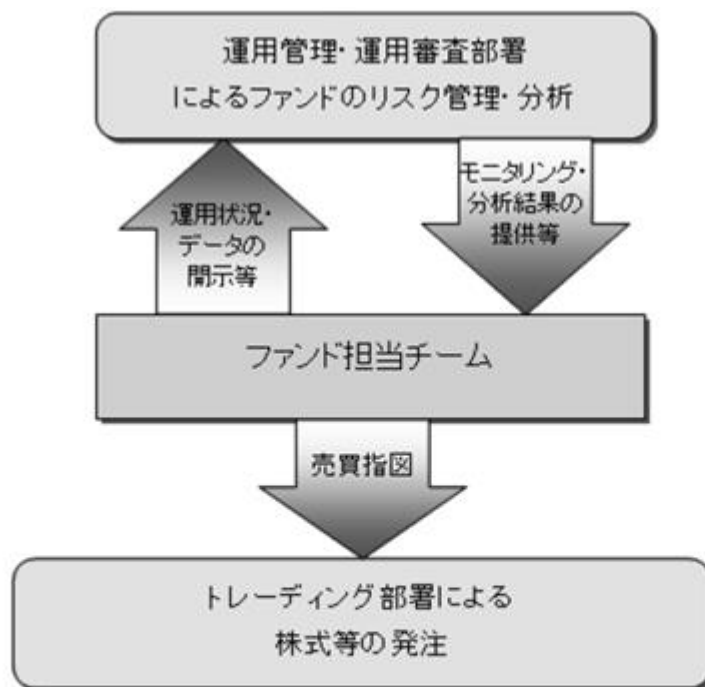 運用管理・運用審査部署
によるファンドのリスク管理・分析
運用状況・
データの
開示等
モニタリング・
分析結果の
提供等
ファンド担当チーム
売買指図
トレーディング部署による
株式等の発注